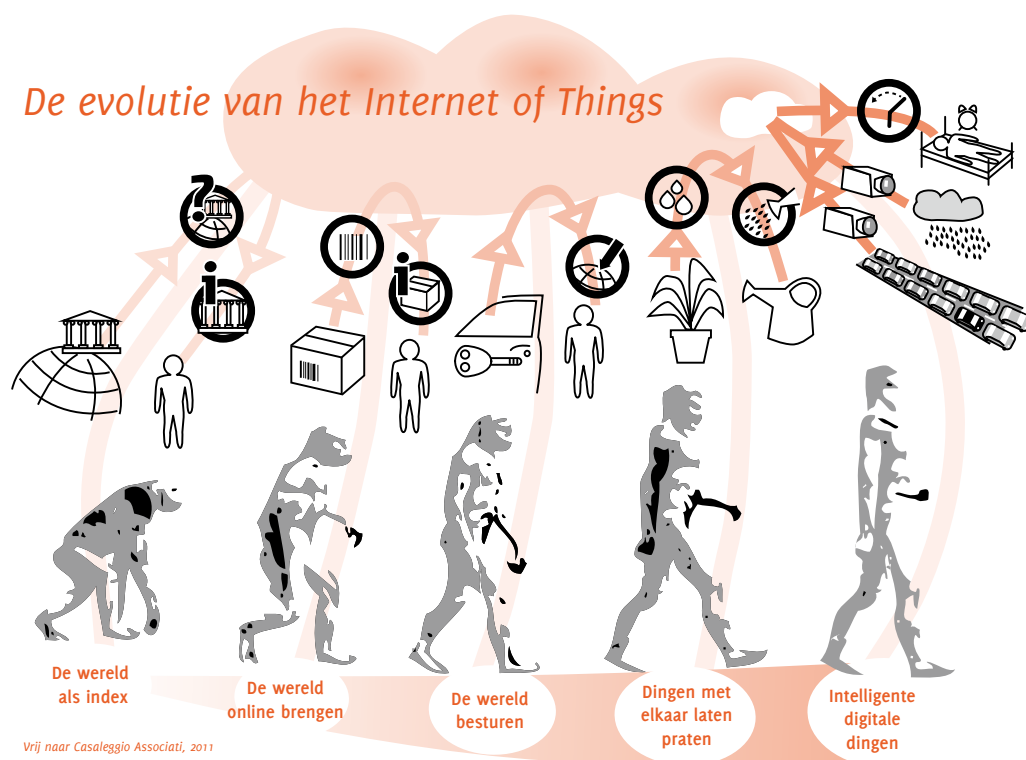 De evolutie van het Internet of Things
?
i
i
De wereld
als index
De wereld
online brengen
De wereld
besturen
Dingen met
elkaar laten
praten
Intelligente
digitale
dingen
Vrij naar Casaleggio Associati, 2011